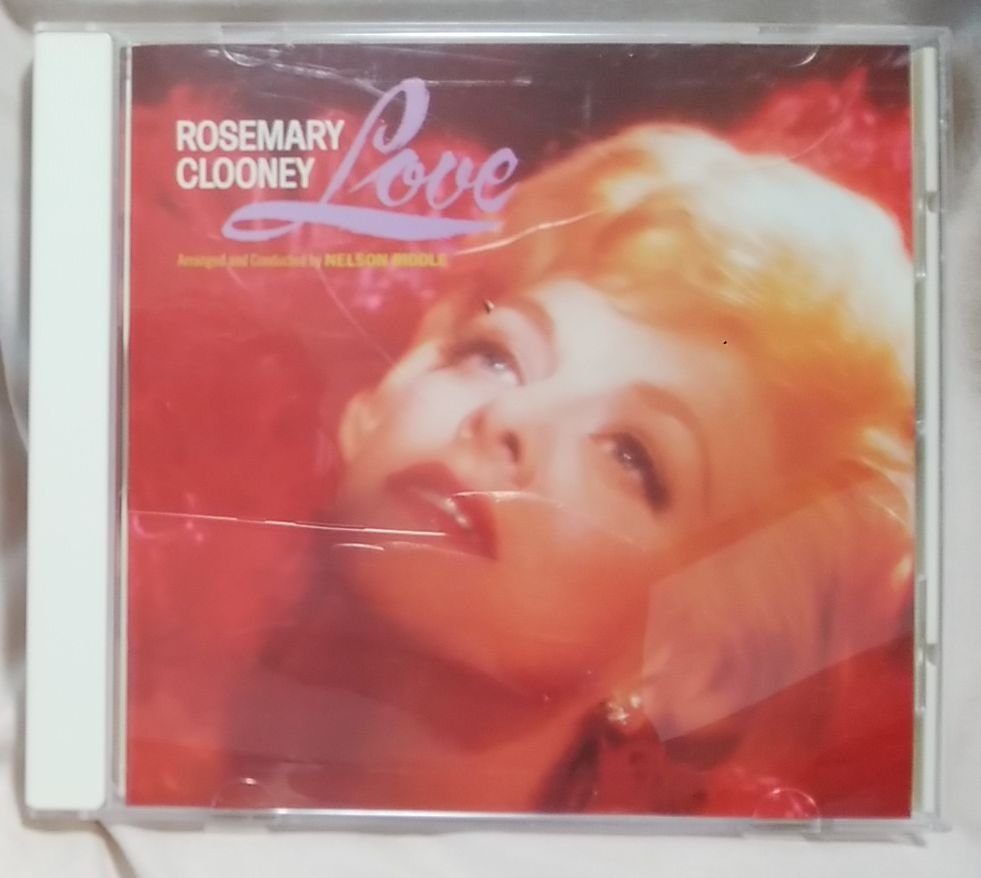 ROSEMARY
CLOONEY
Love
Arranged and Conducted by NELSON RIDDLE